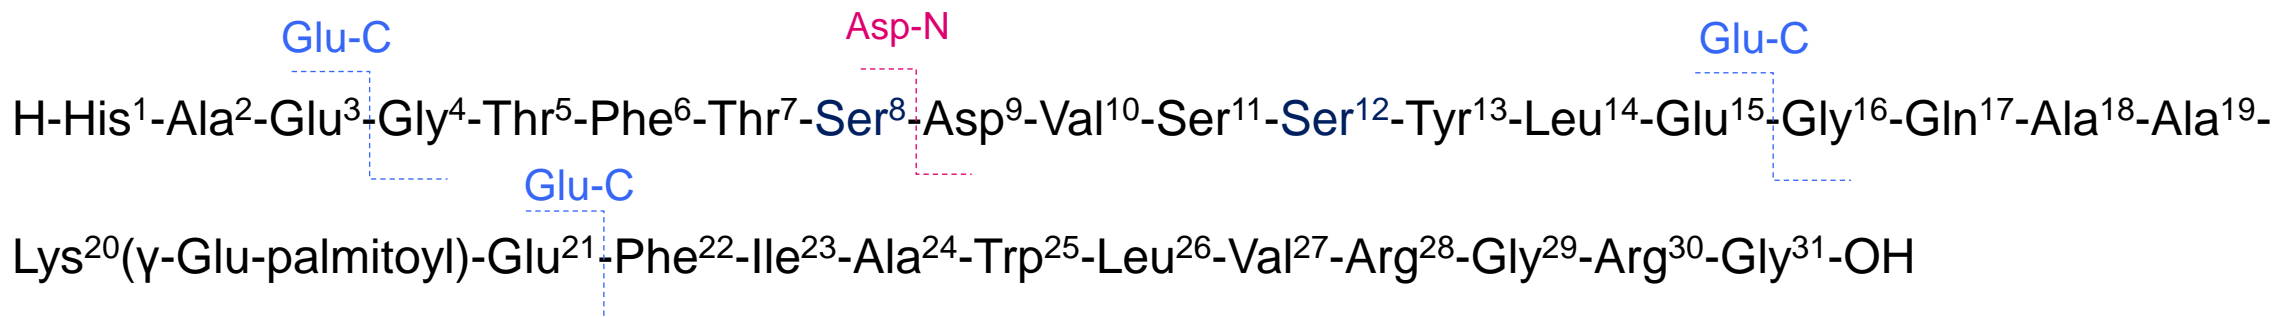 Glu-C Asp-N Glu-C
H-His¹-Ala²-Glu³-Gly⁴-Thr⁵-Phe⁶-Thr⁷-Ser⁸-Asp⁹-Val¹⁰-Ser¹¹-Ser¹²-Tyr¹³-Leu¹⁴-Glu¹⁵-Gly¹⁶-Gln¹⁷-Ala¹⁸-Ala¹⁹-
Glu-C
Lys²⁰(γ-Glu-palmitoyl)-Glu²¹-Phe²²-Ile²³-Ala²⁴-Trp²⁵-Leu²⁶-Val²⁷-Arg²⁸-Gly²⁹-Arg³⁰-Gly³¹-OH